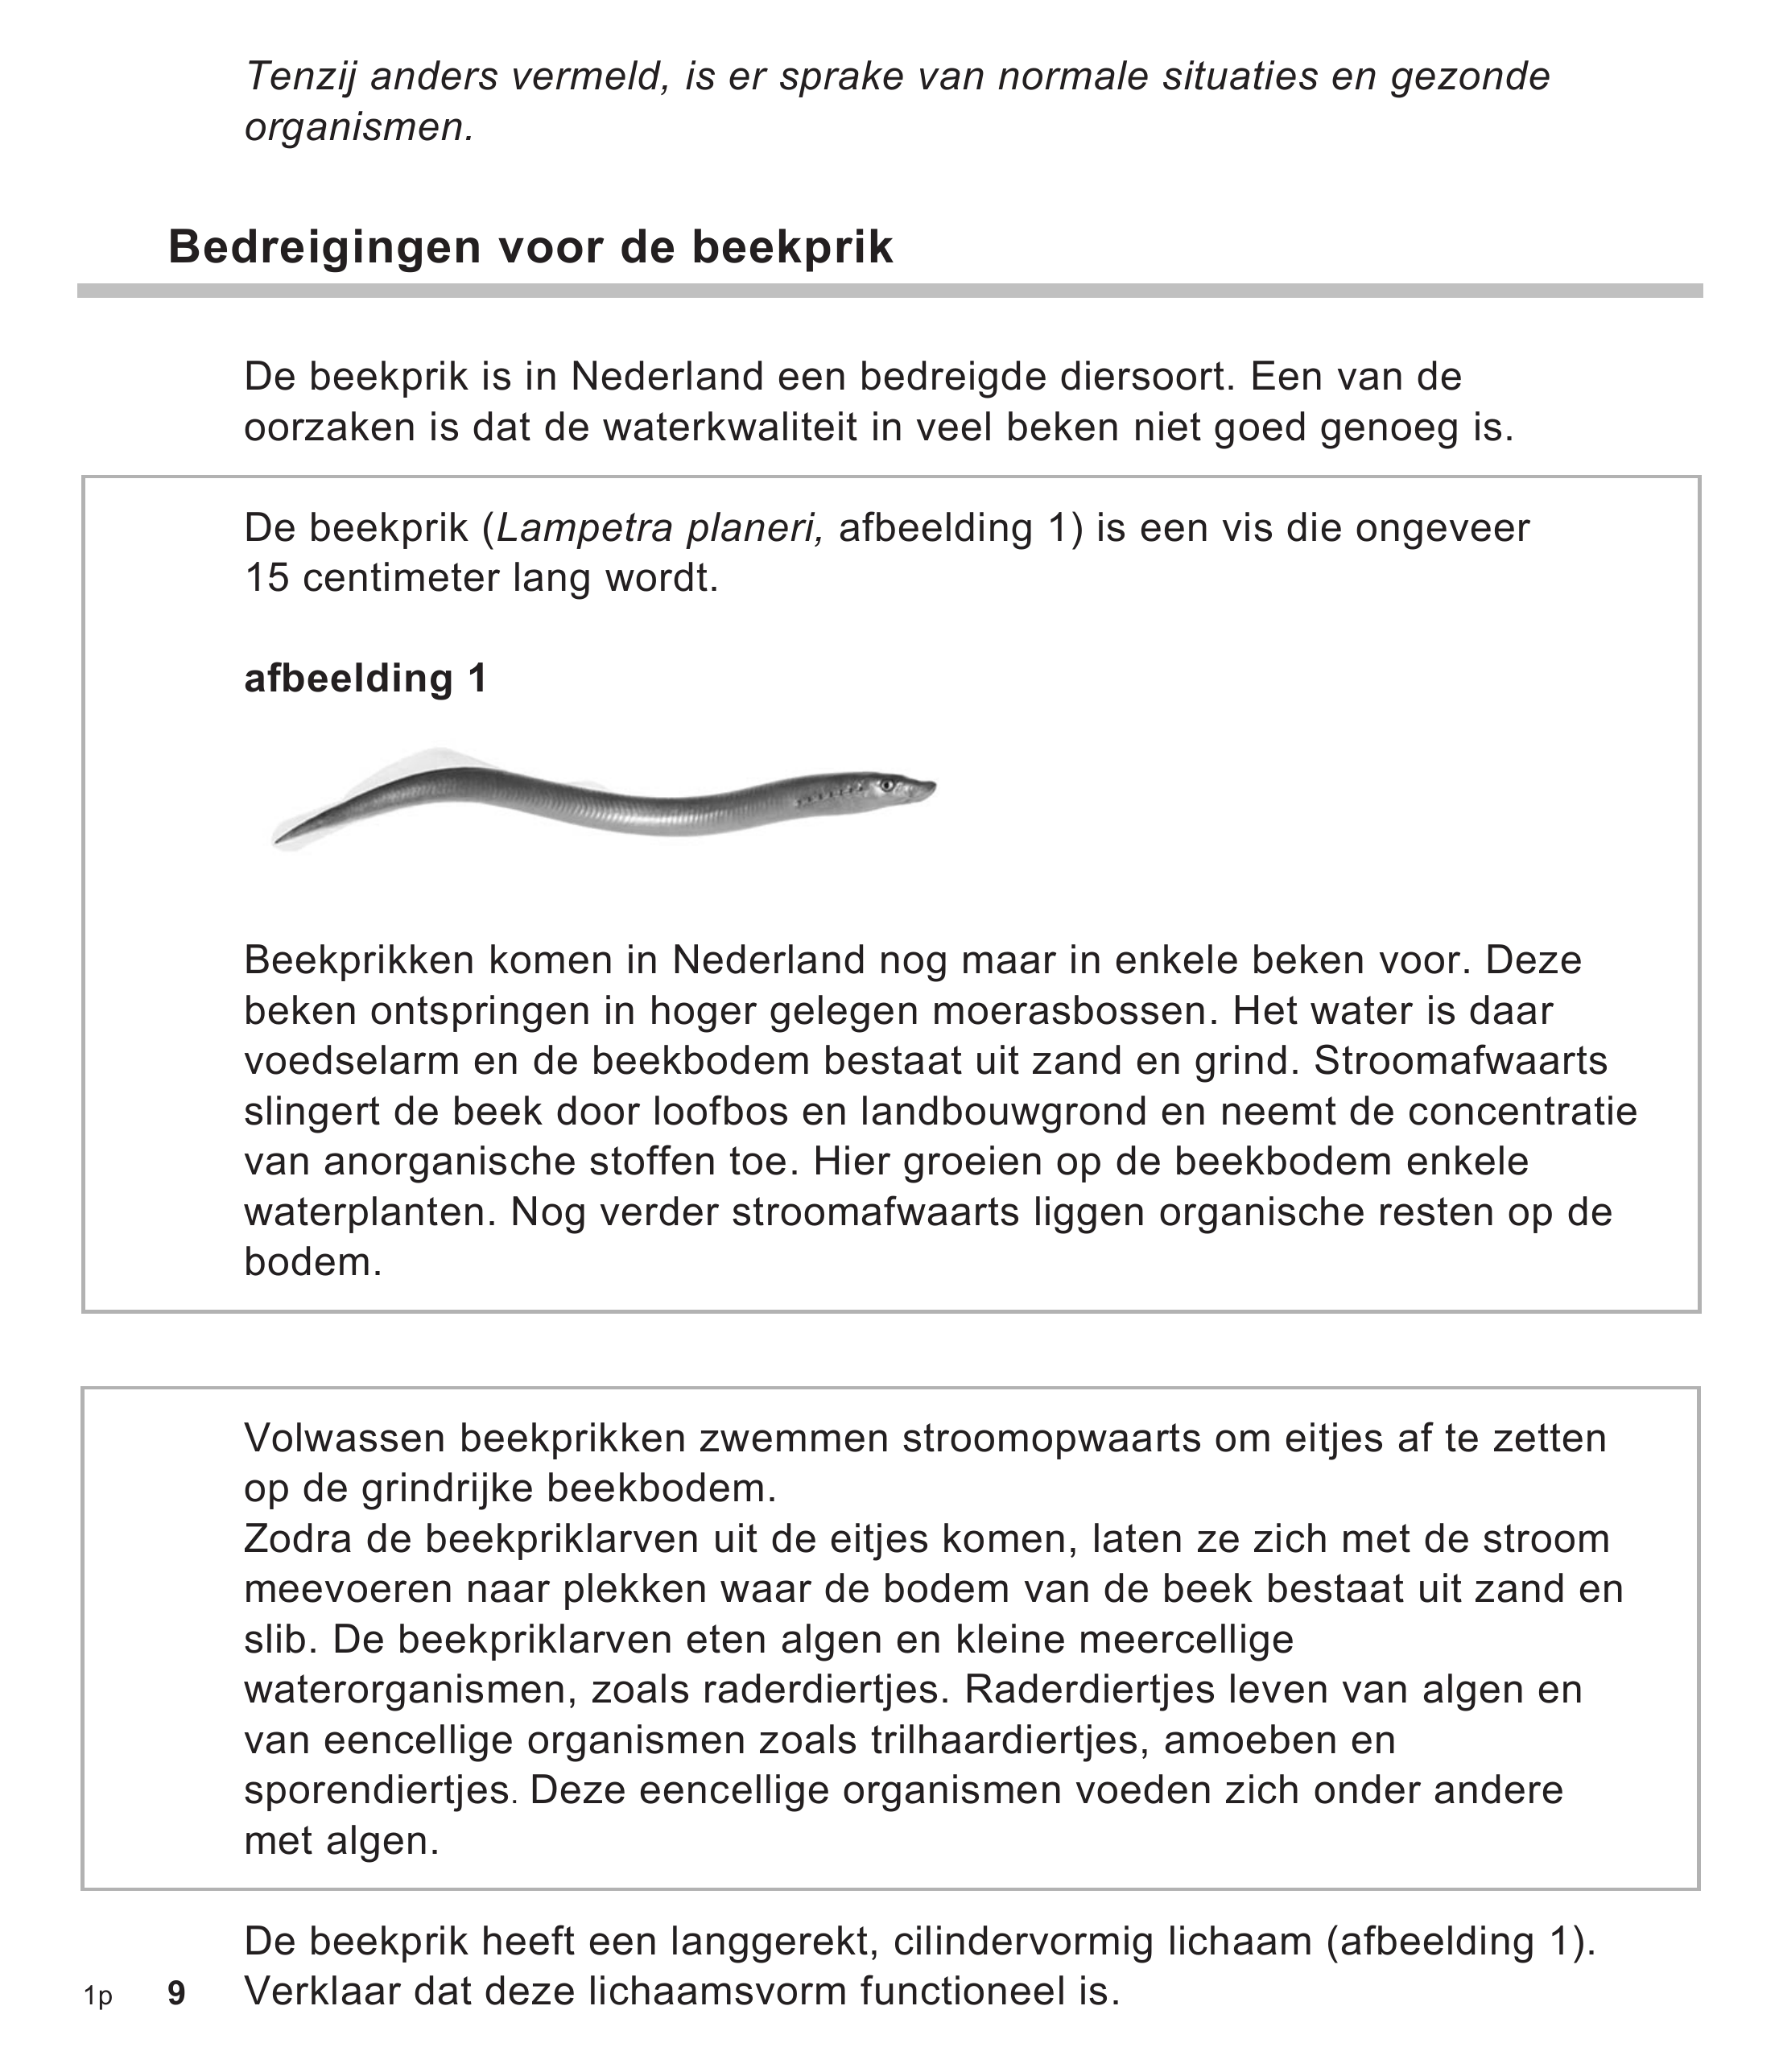 Tenzij anders vermeld, is er sprake van normale situaties en gezonde
organismen.
Bedreigingen voor de beekprik
De beekprik is in Nederland een bedreigde diersoort. Een van de
oorzaken is dat de waterkwaliteit in veel beken niet goed genoeg is.
De beekprik (Lampetra planeri, afbeelding 1) is een vis die ongeveer
15 centimeter lang wordt.
afbeelding 1
Beekprikken komen in Nederland nog maar in enkele beken voor. Deze
beken ontspringen in hoger gelegen moerasbossen. Het water is daar
voedselarm en de beekbodem bestaat uit zand en grind. Stroomafwaarts
slingert de beek door loofbos en landbouwgrond en neemt de concentratie
van anorganische stoffen toe. Hier groeien op de beekbodem enkele
waterplanten. Nog verder stroomafwaarts liggen organische resten op de
bodem.
Volwassen beekprikken zwemmen stroomopwaarts om eitjes af te zetten
op de grindrijke beekbodem.
Zodra de beekpriklarven uit de eitjes komen, laten ze zich met de stroom
meevoeren naar plekken waar de bodem van de beek bestaat uit zand en
slib. De beekpriklarven eten algen en kleine meercellige
waterorganismen, zoals raderdiertjes. Raderdiertjes leven van algen en
van eencellige organismen zoals trilhaardiertjes, amoeben en
sporendiertjes. Deze eencellige organismen voeden zich onder andere
met algen.
De beekprik heeft een langgerekt, cilindervormig lichaam (afbeelding 1).
1p 9 Verklaar dat deze lichaamsvorm functioneel is.